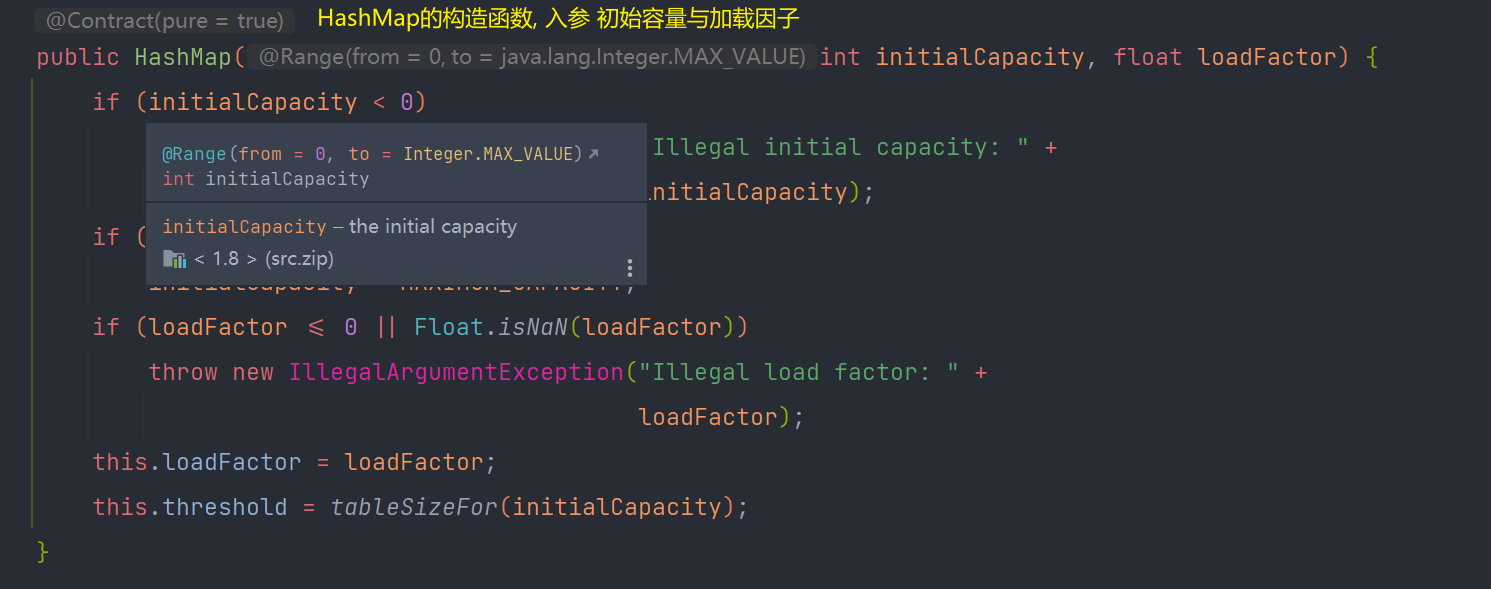 @Contract(pure = true) HashMap的构造函数, 入参 初始容量与加载因子
public HashMap( @Range(from = 0, to = java.lang.Integer.MAX_VALUE) int initialCapacity, float loadFactor) {
if (initialCapacity < 0)
Illegal initial capacity: " +
@Range(from = 0, to = Integer.MAX_VALUE)
int initialCapacity
nitialCapacity);
initialCapacity – the initial capacity
if (
< 1.8 > (src.zip)
if (loadFactor <= 0 || Float.isNaN(loadFactor))
throw new IllegalArgumentException("Illegal load factor: " +
loadFactor);
this.loadFactor = loadFactor;
this.threshold = tableSizeFor(initialCapacity);
}